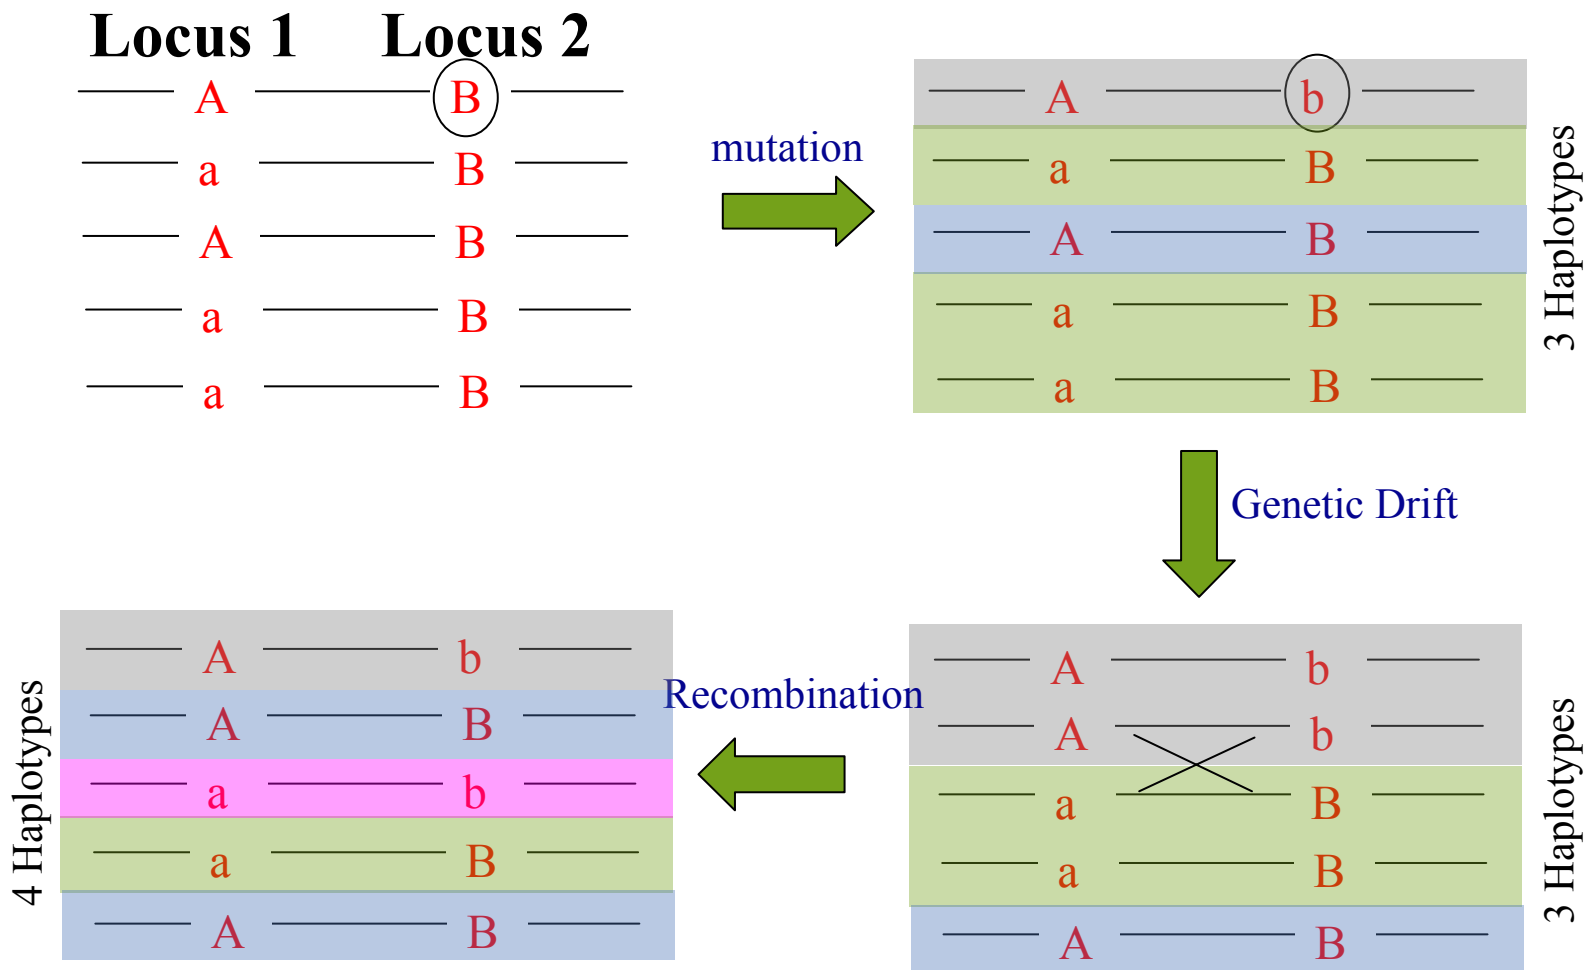 Locus 1 Locus 2
A B
a B
A B
a B
a B
mutation
A b
a B
A B
a B
a B
3 Haplotypes
Genetic Drift
A b
A b
a B
a B
A B
3 Haplotypes
Recombination
A b
A B
a b
a B
A B
4 Haplotypes